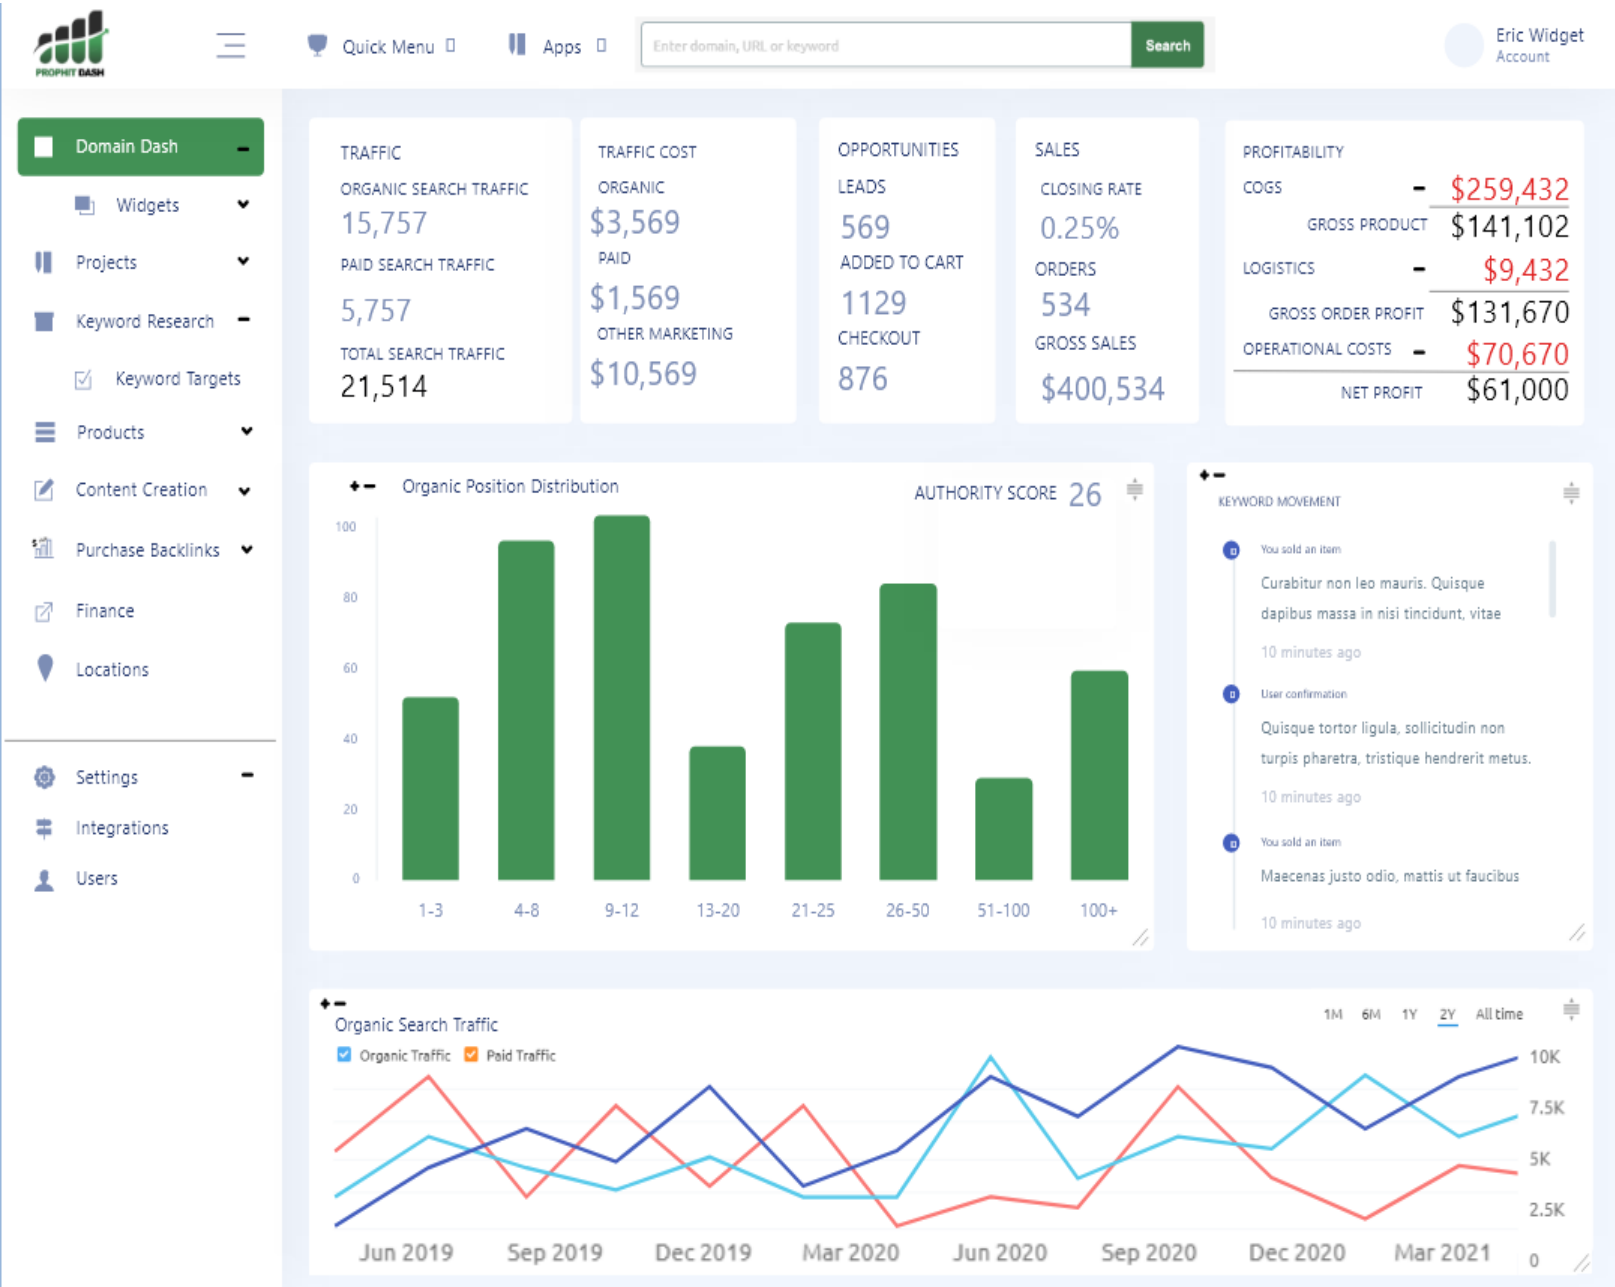 PROPHIT DASH
Quick Menu
Apps
Enter domain, URL or keyword
Search
Eric Widget
Account
Domain Dash
Widgets
Projects
Keyword Research
Keyword Targets
Products
Content Creation
Purchase Backlinks
Finance
Locations
Settings
Integrations
Users
TRAFFIC
ORGANIC SEARCH TRAFFIC
15,757
PAID SEARCH TRAFFIC
5,757
TOTAL SEARCH TRAFFIC
21,514
TRAFFIC COST
ORGANIC
$3,569
PAID
$1,569
OTHER MARKETING
$10,569
OPPORTUNITIES
LEADS
569
ADDED TO CART
1129
CHECKOUT
876
SALES
CLOSING RATE
0.25%
ORDERS
534
GROSS SALES
$400,534
PROFITABILITY
COGS - $259,432
GROSS PRODUCT $141,102
LOGISTICS - $9,432
GROSS ORDER PROFIT $131,670
OPERATIONAL COSTS - $70,670
NET PROFIT $61,000
Organic Position Distribution
AUTHORITY SCORE 26
100
80
60
40
20
0
1-3 4-8 9-12 13-20 21-25 26-50 51-100 100+
KEYWORD MOVEMENT
You sold an item
Curabitur non leo mauris. Quisque
dapibus massa in nisi tincidunt, vitae
10 minutes ago
User confirmation
Quisque tortor ligula, sollicitudin non
turpis pharetra, tristique hendrerit metus.
10 minutes ago
You sold an item
Maecenas justo odio, mattis ut faucibus
10 minutes ago
Organic Search Traffic
1M 6M 1Y 2Y All time
Organic Traffic Paid Traffic
10K
7.5K
5K
2.5K
0
Jun 2019 Sep 2019 Dec 2019 Mar 2020 Jun 2020 Sep 2020 Dec 2020 Mar 2021